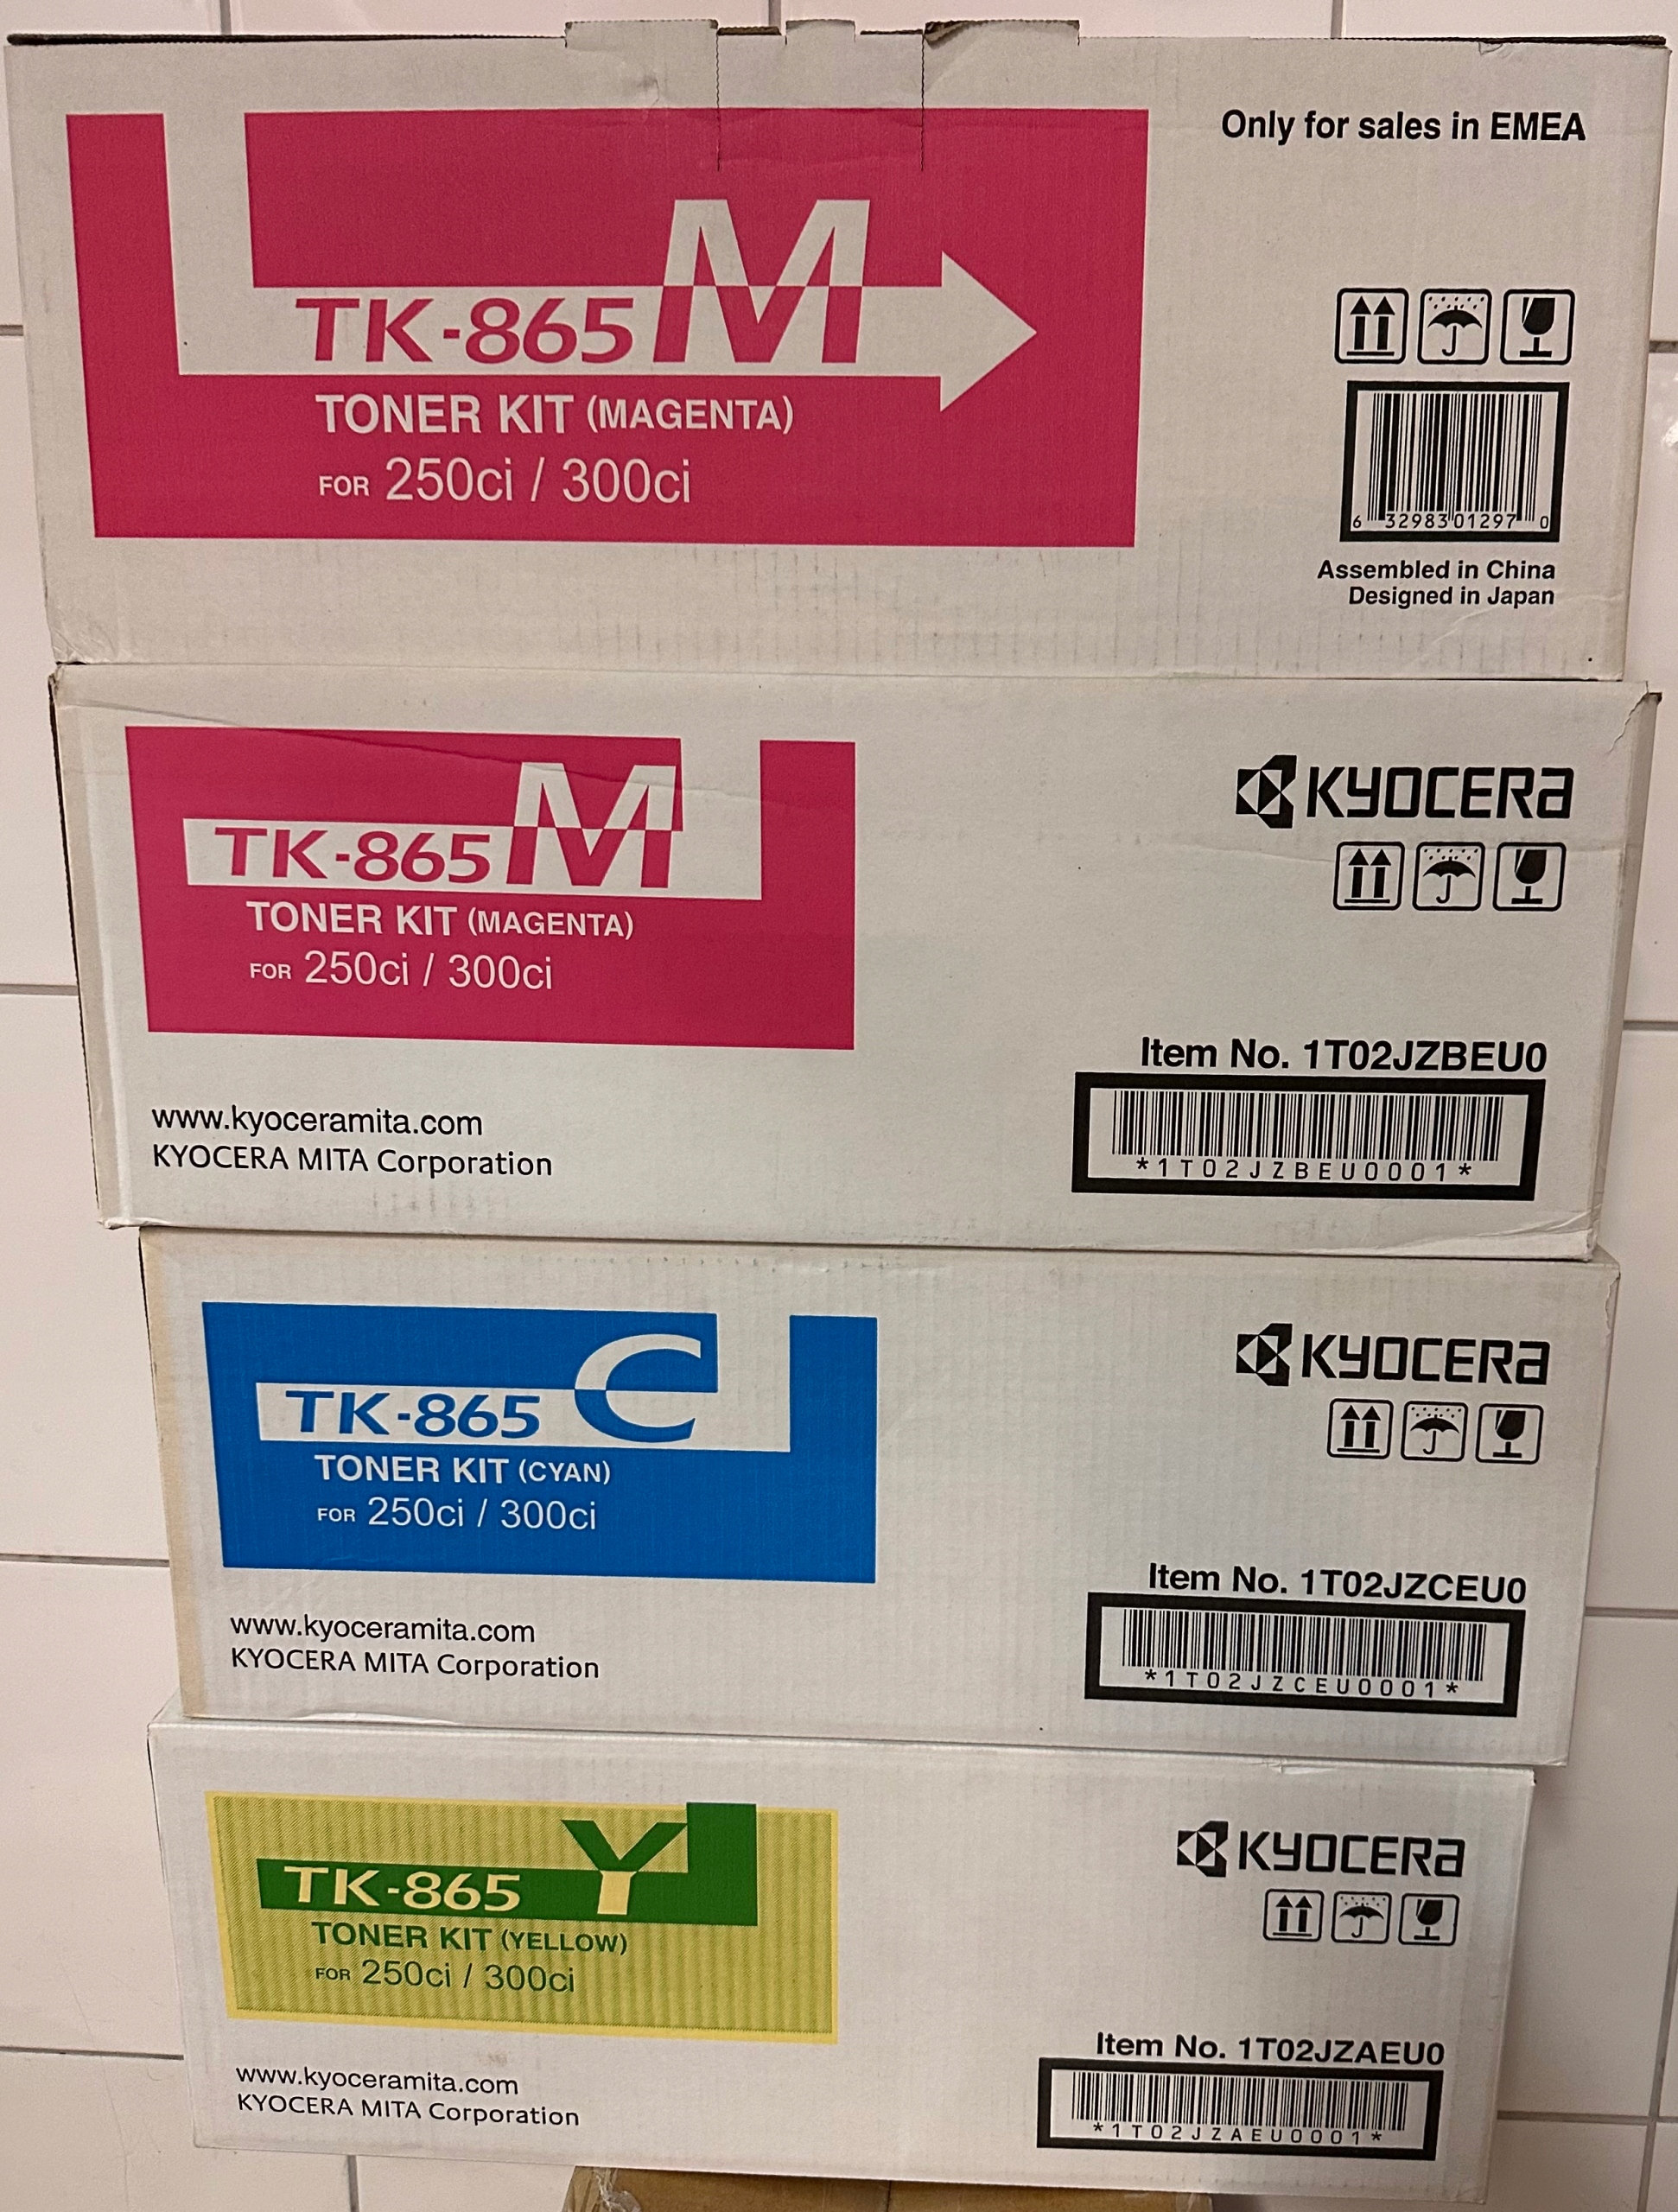 Only for sales in EMEA
TK-865M
TONER KIT (MAGENTA)
FOR 250ci / 300ci
6 32983 01297 0
Assembled in China
Designed in Japan
TK-865M
TONER KIT (MAGENTA)
FOR 250ci / 300ci
KYOCERA
Item No. 1T02JZBEU0
*1T02JZBEU0001*
www.kyoceramita.com
KYOCERA MITA Corporation
TK-865C
TONER KIT (CYAN)
FOR 250ci / 300ci
KYOCERA
Item No. 1T02JZCEU0
*1T02JZCEU0001*
www.kyoceramita.com
KYOCERA MITA Corporation
TK-865Y
TONER KIT (YELLOW)
FOR 250ci / 300ci
KYOCERA
Item No. 1T02JZAEU0
*1T02JZAEU0001*
www.kyoceramita.com
KYOCERA MITA Corporation